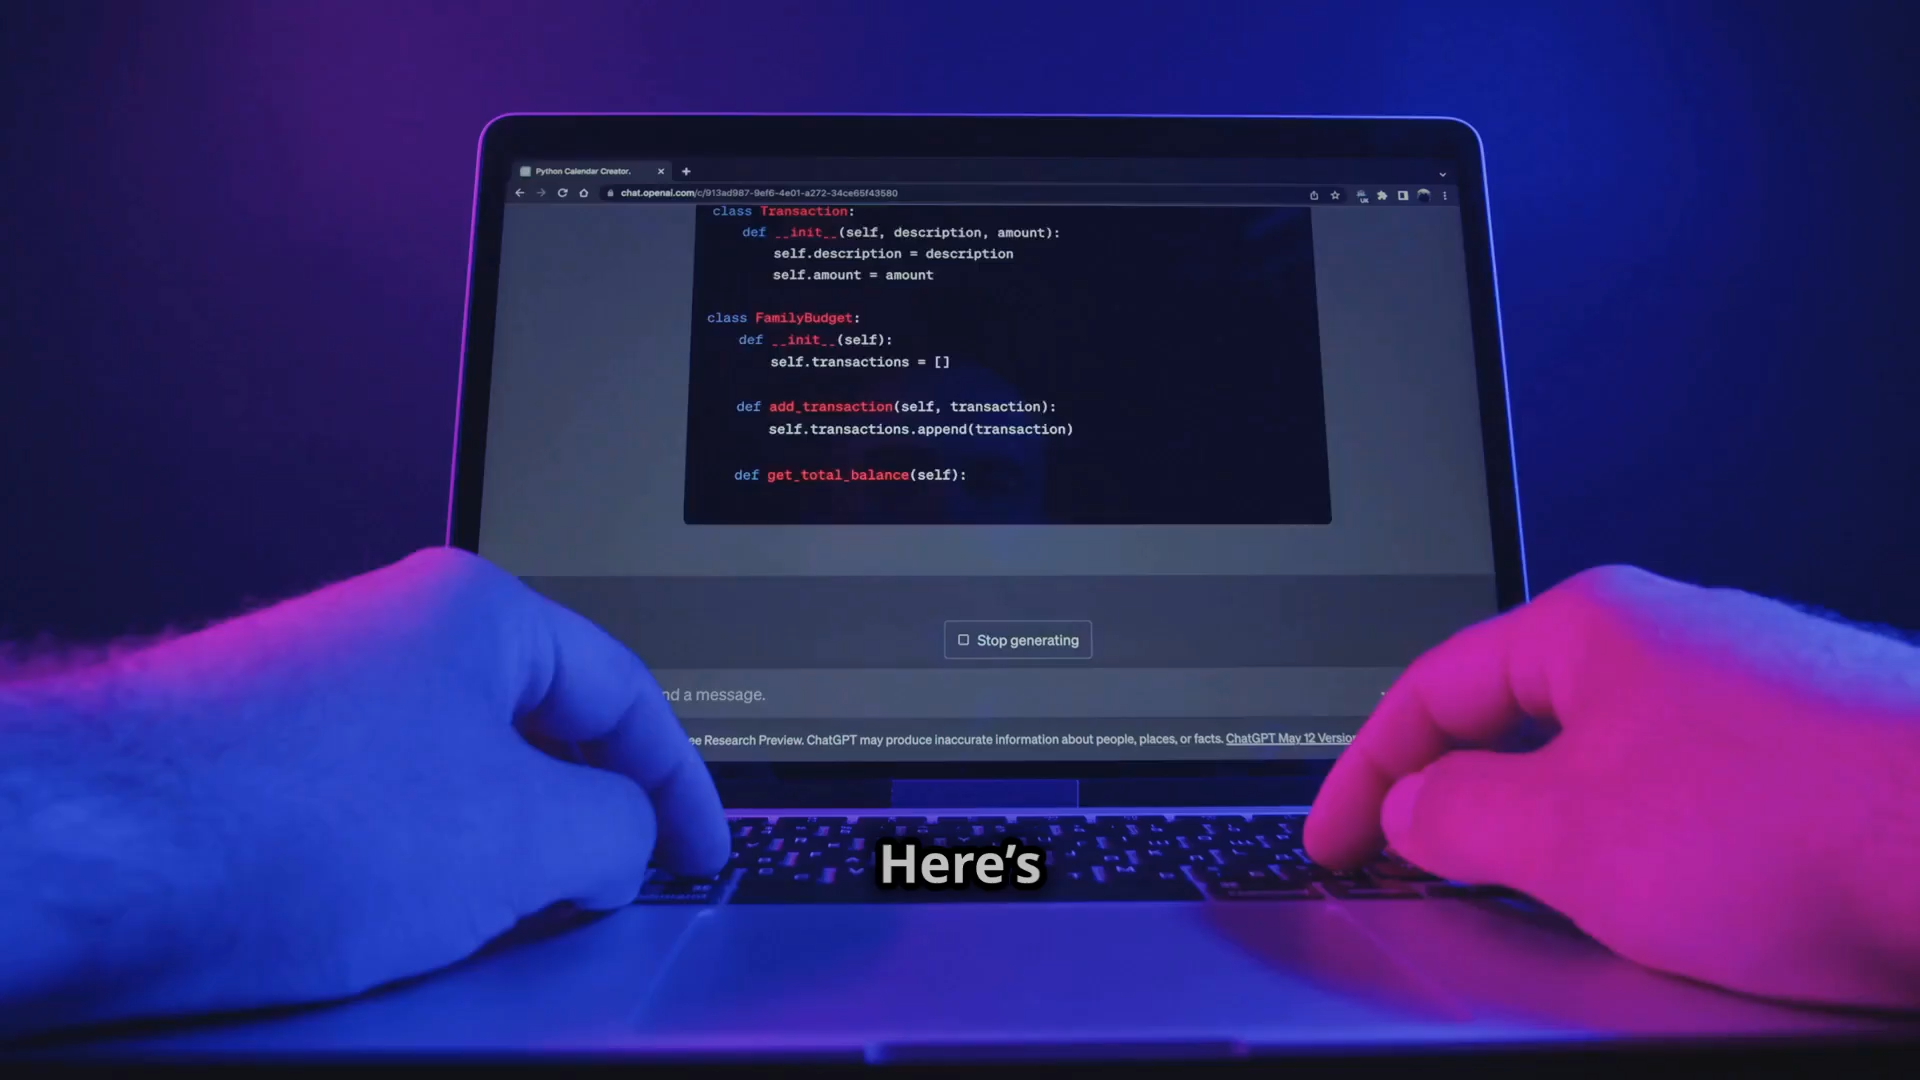 Python Calendar Creator.
chat.openai.com/c/913ad987-9ef6-4e01-a272-34ce65f43580
class Transaction:
def __init__(self, description, amount):
self.description = description
self.amount = amount
class FamilyBudget:
def __init__(self):
self.transactions = []
def add_transaction(self, transaction):
self.transactions.append(transaction)
def get_total_balance(self):
Stop generating
a message.
Research Preview. ChatGPT may produce inaccurate information about people, places, or facts. ChatGPT May 12 Version
Here’s